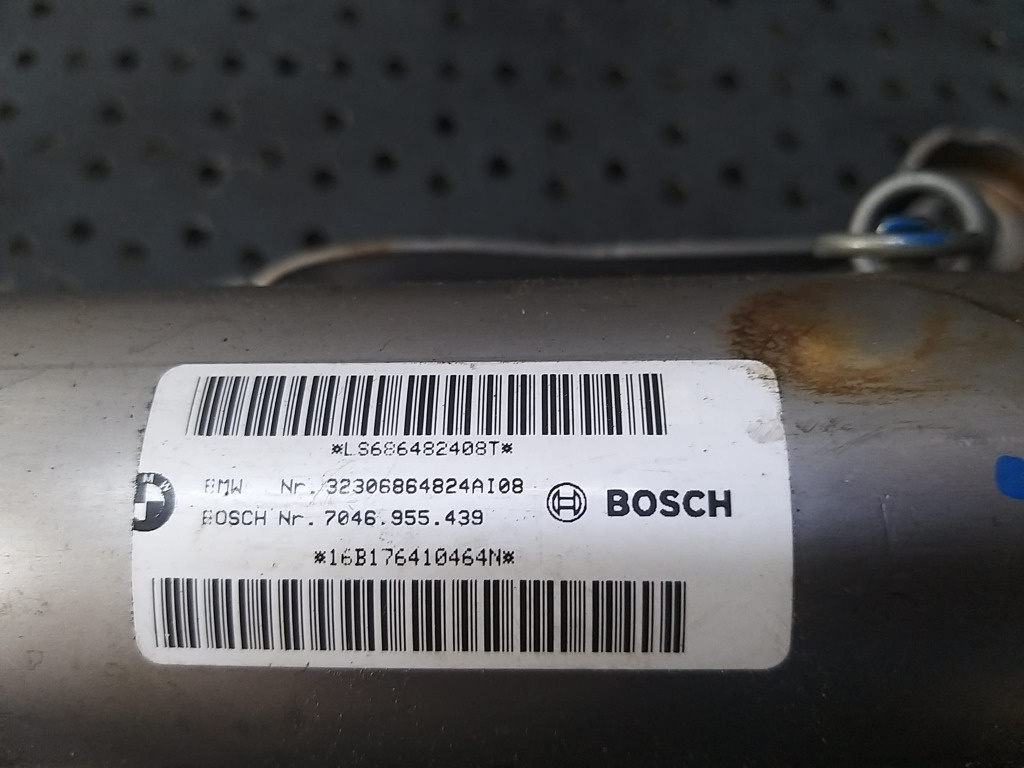 *LS686482408T*
BMW Nr. 32306864824AI08
BOSCH Nr. 7046.955.439
BOSCH
*16B176410464N*